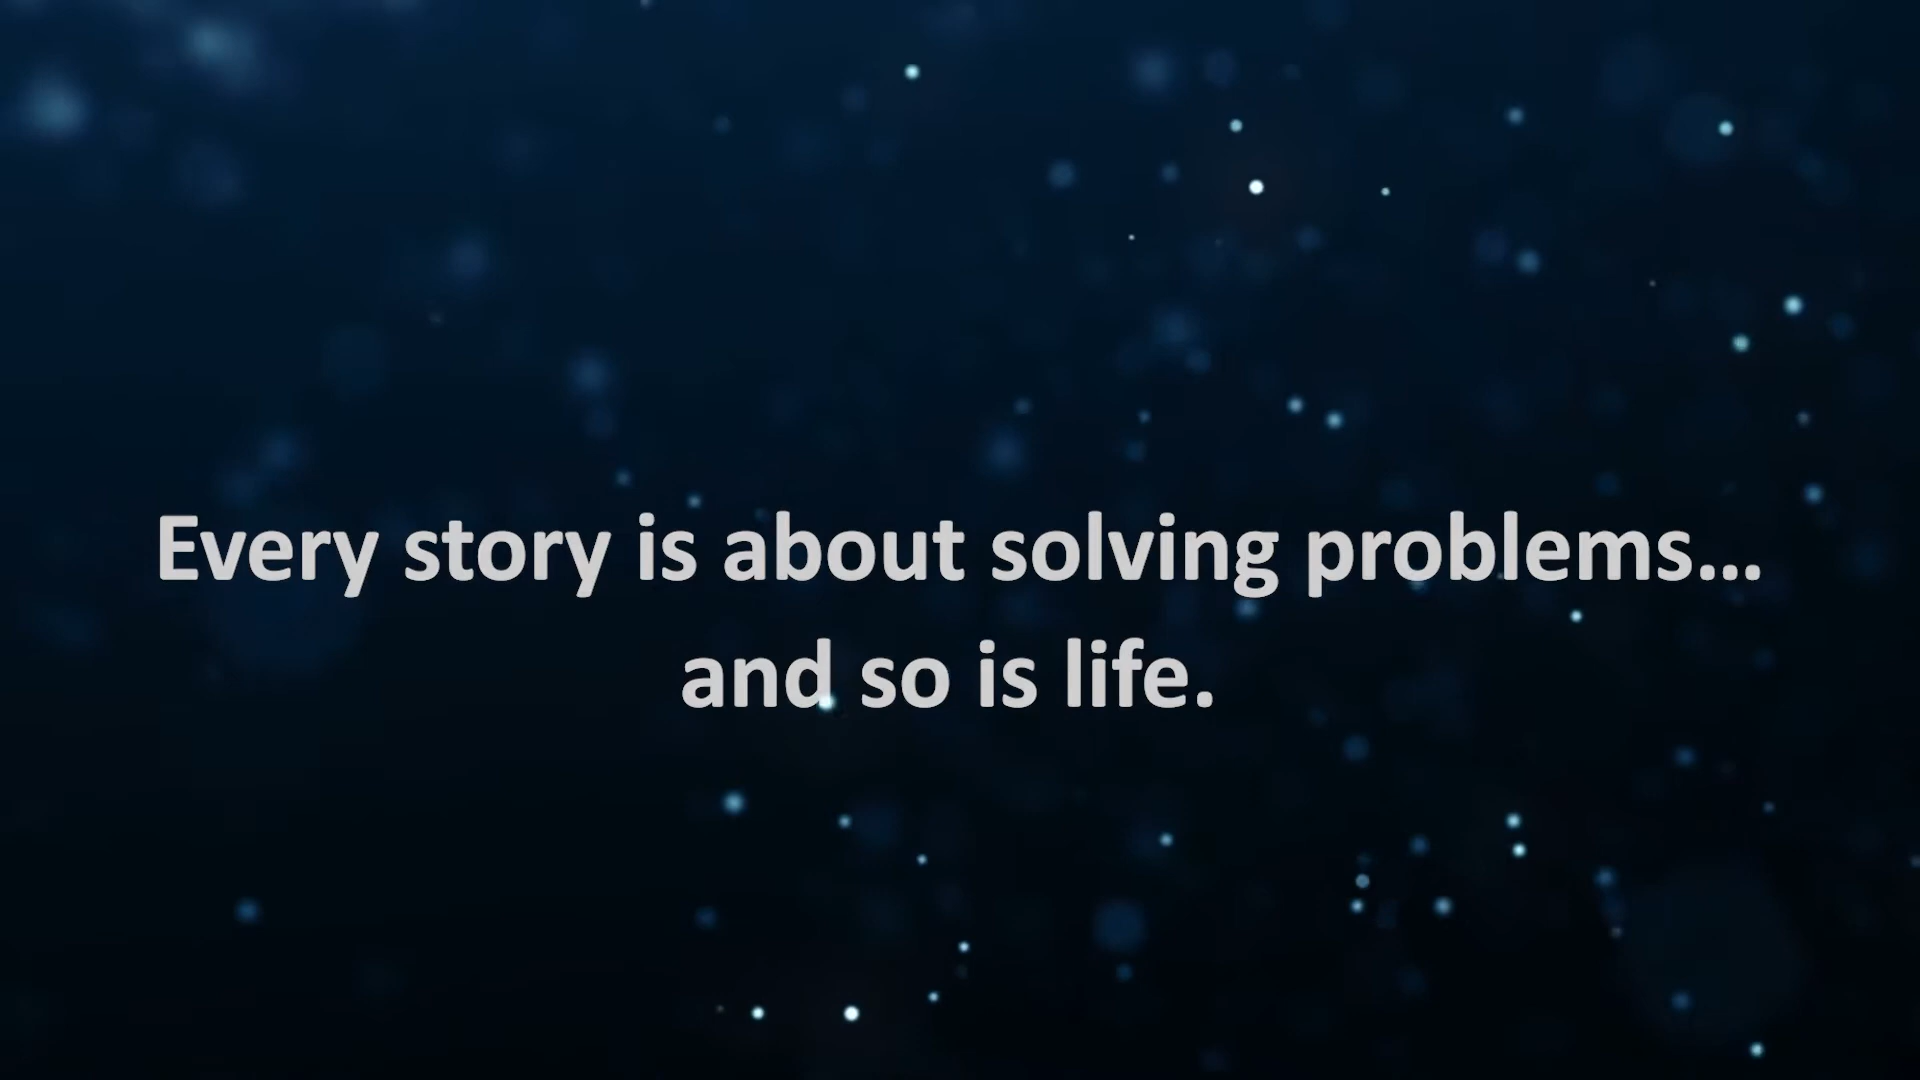 Every story is about solving problems...
and so is life.